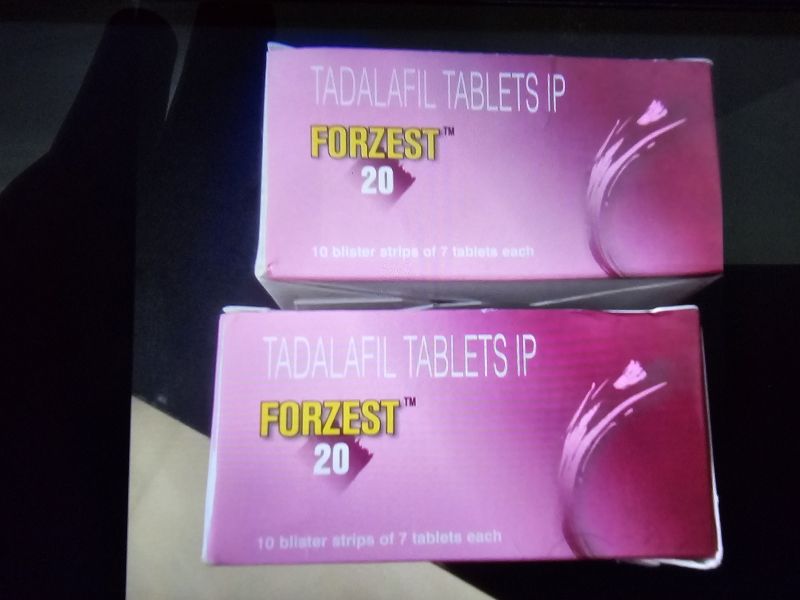 TADALAFIL TABLETS IP
FORZEST™
20
10 blister strips of 7 tablets each
TADALAFIL TABLETS IP
FORZEST™
20
10 blister strips of 7 tablets each